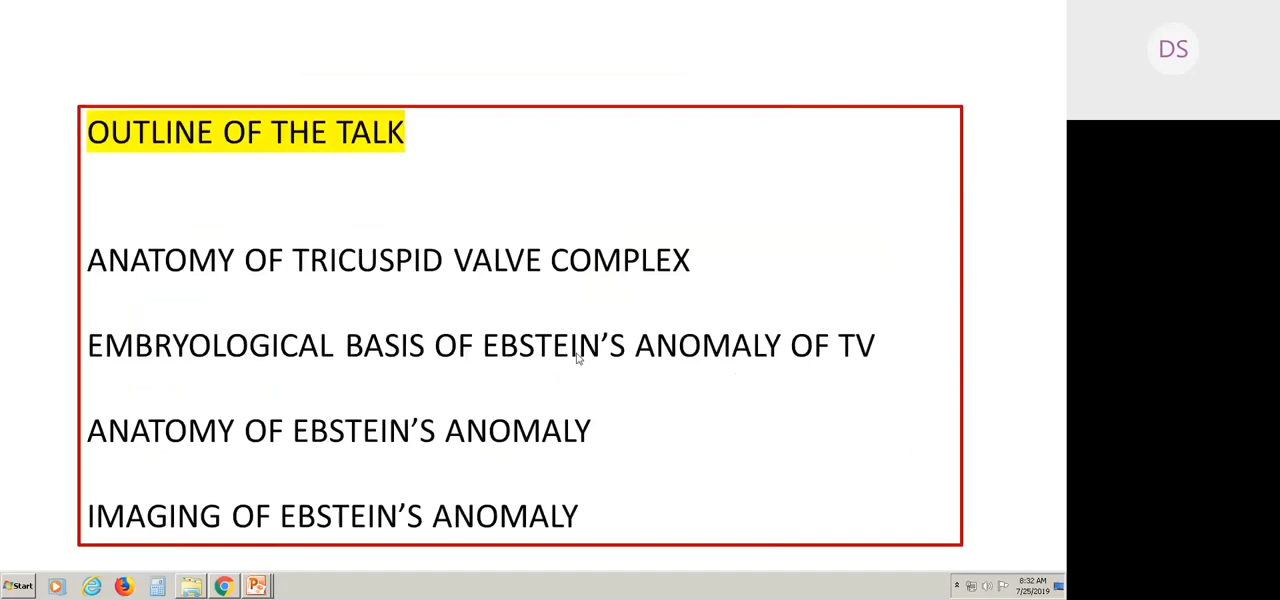 DS
OUTLINE OF THE TALK
ANATOMY OF TRICUSPID VALVE COMPLEX
EMBRYOLOGICAL BASIS OF EBSTEIN’S ANOMALY OF TV
ANATOMY OF EBSTEIN’S ANOMALY
IMAGING OF EBSTEIN’S ANOMALY
Start
8:32 AM
7/25/2019